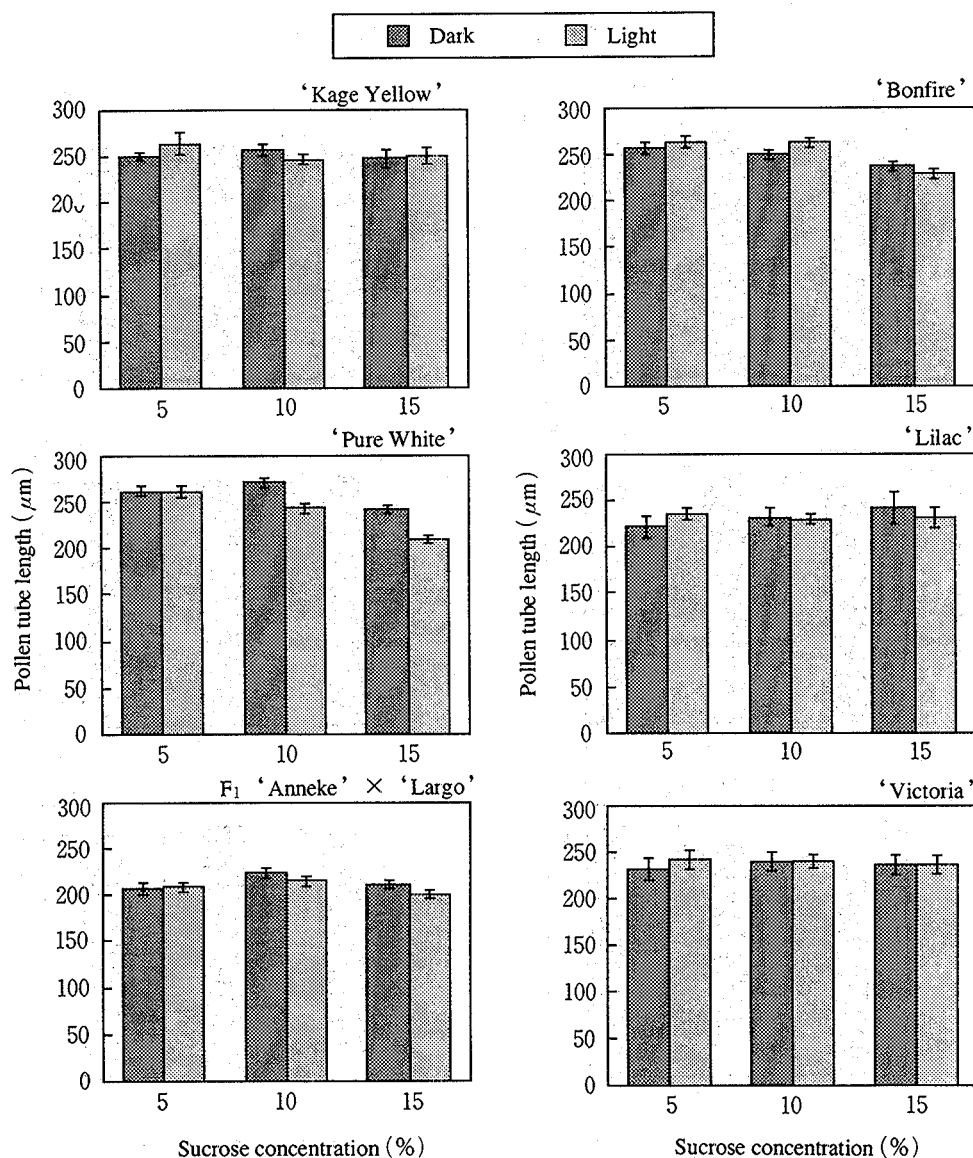 Dark Light
'Kage Yellow'
300
250
200
150
100
50
0
5 10 15
'Bonfire'
300
250
200
150
100
50
0
5 10 15
'Pure White'
300
250
200
150
100
50
0
5 10 15
Pollen tube length (μm)
'Lilac'
300
250
200
150
100
50
0
5 10 15
Pollen tube length (μm)
F1 'Anneke' × 'Largo'
300
250
200
150
100
50
0
5 10 15
Sucrose concentration (%)
'Victoria'
300
250
200
150
100
50
0
5 10 15
Sucrose concentration (%)